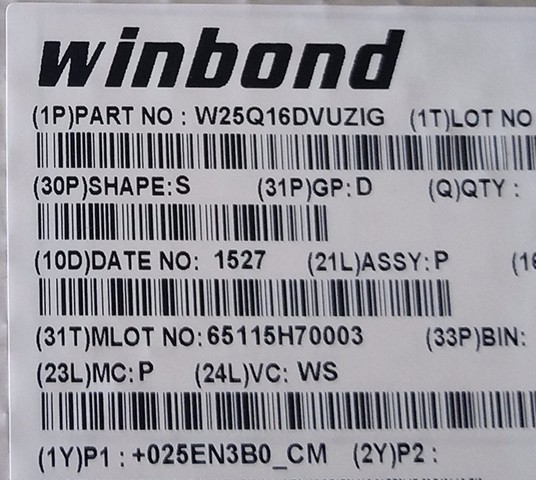 winbond
(1P)PART NO : W25Q16DVUZIG (1T)LOT NO
(30P)SHAPE:S (31P)GP:D (Q)QTY :
(10D)DATE NO: 1527 (21L)ASSY:P (16
(31T)MLOT NO:65115H70003 (33P)BIN:
(23L)MC:P (24L)VC: WS
(1Y)P1 : +025EN3B0_CM (2Y)P2 :